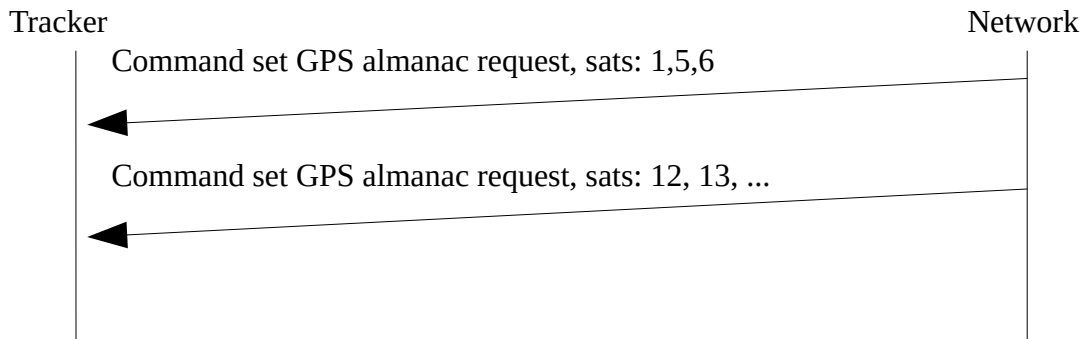 Tracker Network
Command set GPS almanac request, sats: 1,5,6
Command set GPS almanac request, sats: 12, 13, ...